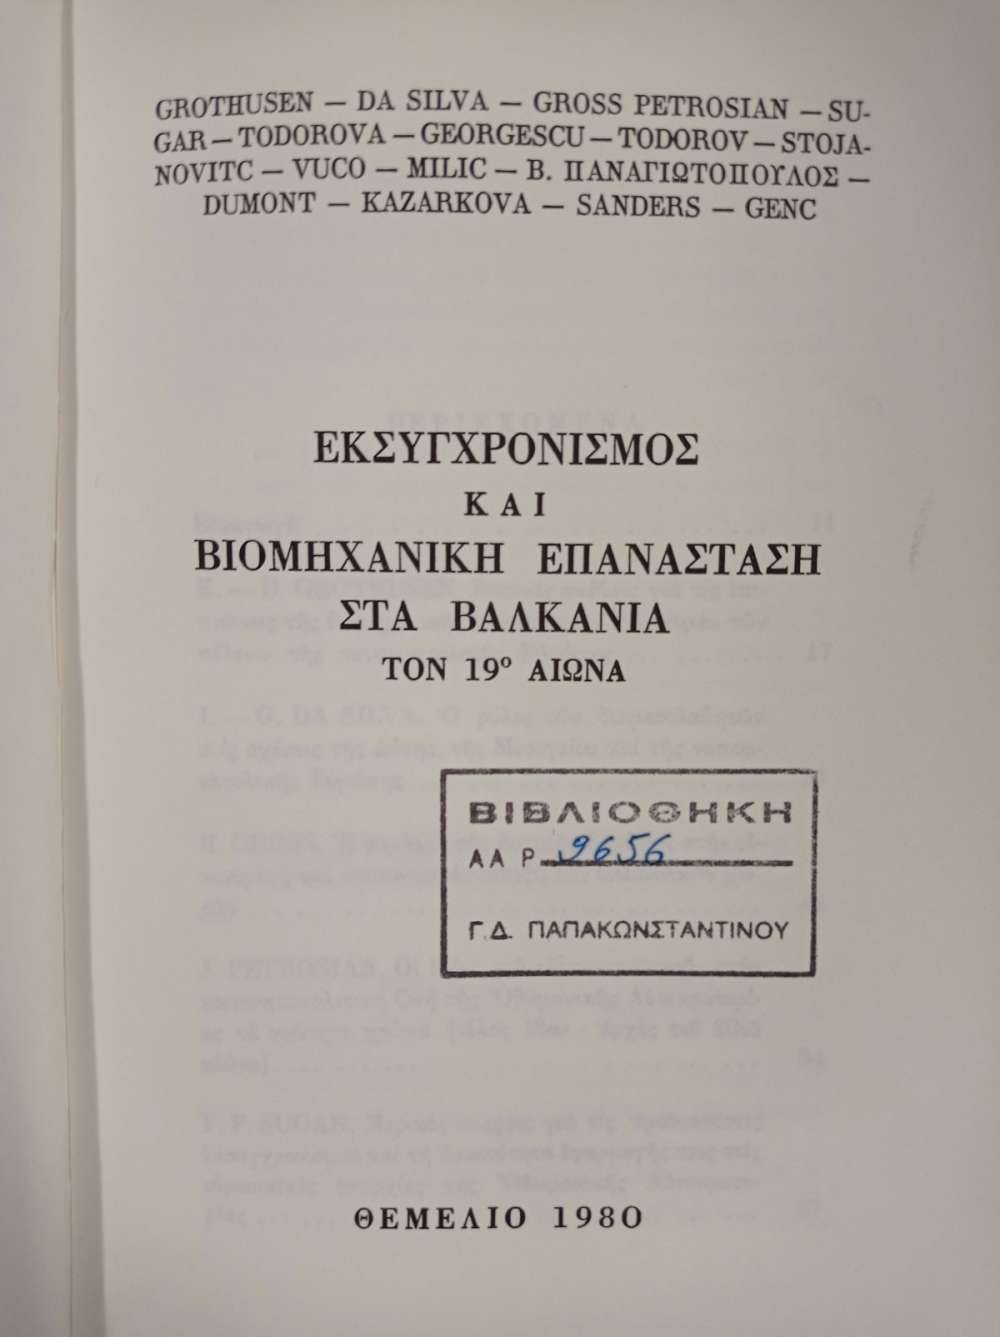 GROTHUSEN — DA SILVA — GROSS PETROSIAN — SU-
GAR — TODOROVA — GEORGESCU — TODOROV — STOJA-
NOVITC — VUCO — MILIC — Β. ΠΑΝΑΓΙΩΤΟΠΟΥΛΟΣ —
DUMONT — KAZARKOVA — SANDERS — GENC
ΕΚΣΥΓΧΡΟΝΙΣΜΟΣ
ΚΑΙ
ΒΙΟΜΗΧΑΝΙΚΗ ΕΠΑΝΑΣΤΑΣΗ
ΣΤΑ ΒΑΛΚΑΝΙΑ
ΤΟΝ 19º ΑΙΩΝΑ
ΒΙΒΛΙΟΘΗΚΗ
ΑΑ Ρ 9656
Γ.Δ. ΠΑΠΑΚΩΝΣΤΑΝΤΙΝΟΥ
ΘΕΜΕΛΙΟ 1980